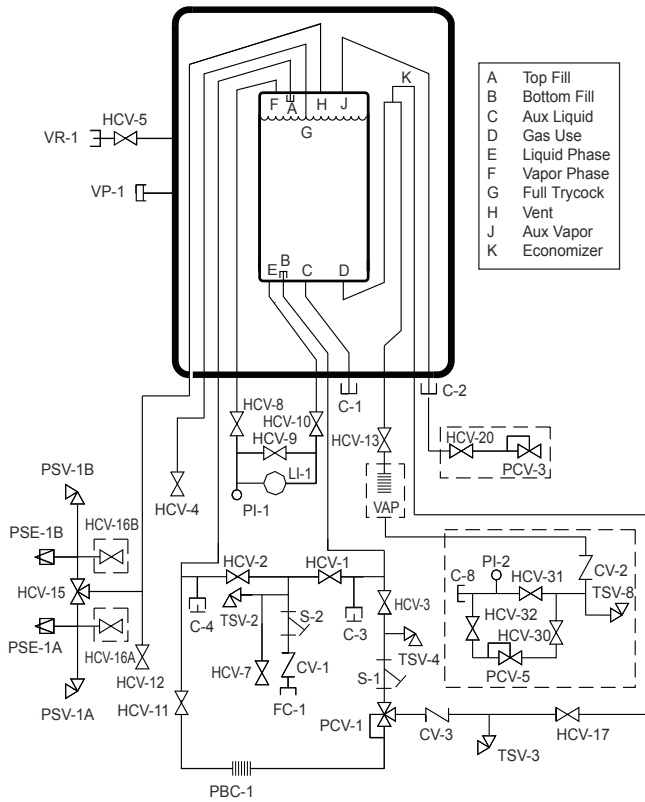 K
F
A
H
J
G
A Top Fill
B Bottom Fill
C Aux Liquid
D Gas Use
E Liquid Phase
F Vapor Phase
G Full Trycock
H Vent
J Aux Vapor
K Economizer
HCV-5
VR-1
VP-1
B
E
C
D
C-1
C-2
HCV-8
HCV-10
HCV-9
HCV-13
HCV-20
PCV-3
LI-1
PI-1
HCV-4
VAP
PSV-1B
HCV-16B
PSE-1B
HCV-15
PSE-1A
HCV-16A
HCV-12
PSV-1A
HCV-11
HCV-2
HCV-1
C-4
TSV-2
S-2
C-3
HCV-3
HCV-7
CV-1
FC-1
TSV-4
S-1
PCV-1
CV-3
TSV-3
HCV-17
PBC-1
PI-2
C-8
HCV-31
CV-2
TSV-8
HCV-32
HCV-30
PCV-5